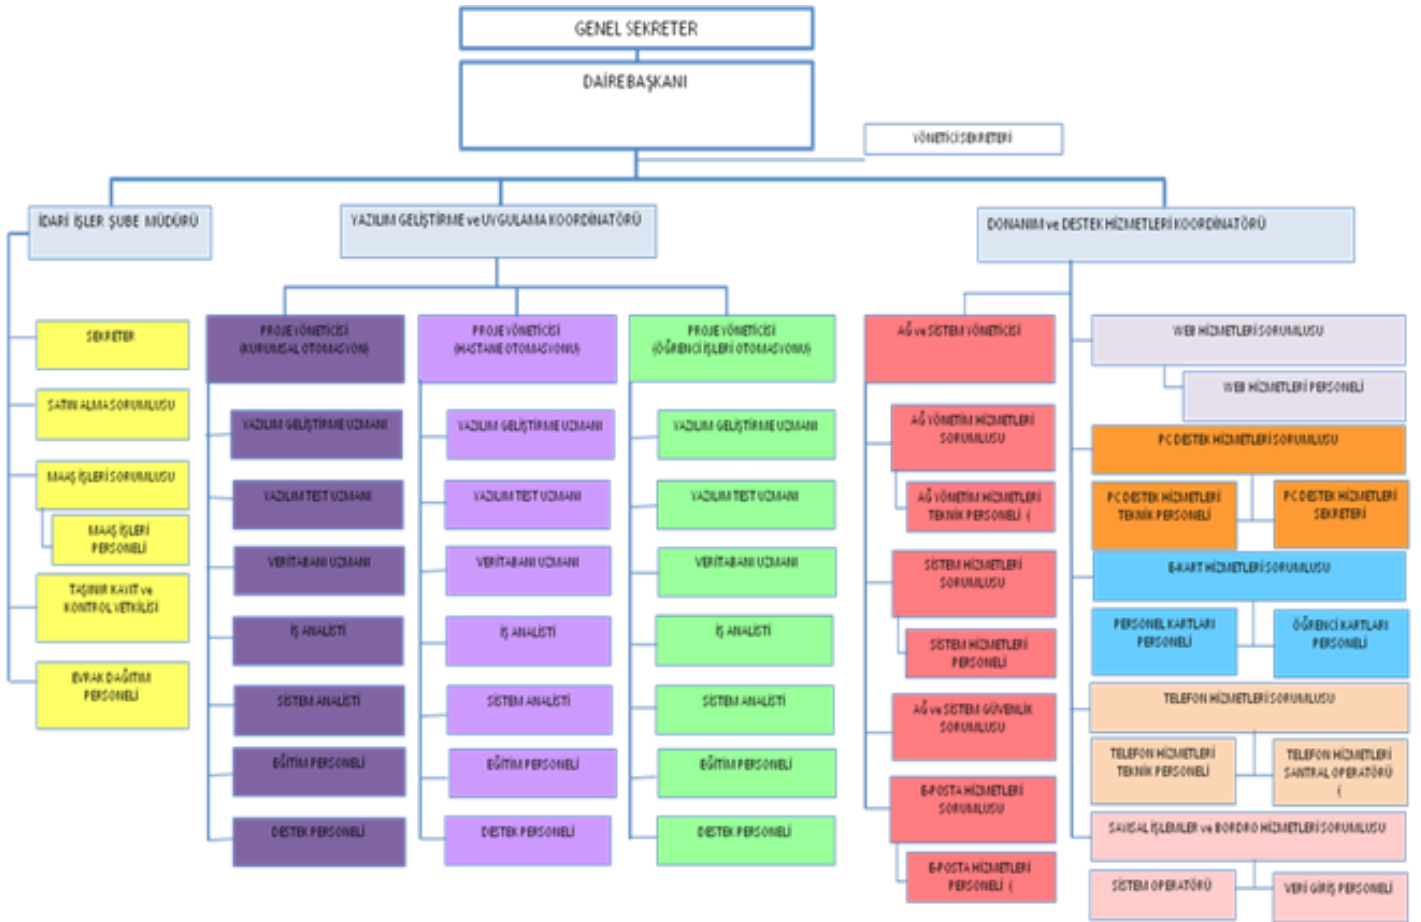 GENEL SEKRETER
DAİRE BAŞKANI
YÖNETİCİ SEKRETERİ
İDARİ İŞLER ŞUBE MÜDÜRÜ
YAZILIM GELİŞTİRME ve UYGULAMA KOORDİNATÖRÜ
DONANIM ve DESTEK HİZMETLERİ KOORDİNATÖRÜ
SEKRETER
SATIN ALMA SORUMLUSU
MAAŞ İŞLERİ SORUMLUSU
MAAŞ İŞLERİ
PERSONELİ
TAŞINIR KAYIT ve
KONTROL YETKİLİSİ
EVRAK DAĞITIM
PERSONELİ
PROJE YÖNETİCİSİ
(KURUMSAL OTOMASYON)
YAZILIM GELİŞTİRME UZMANI
YAZILIM TEST UZMANI
VERİTABANI UZMANI
İŞ ANALİSTİ
SİSTEM ANALİSTİ
EĞİTİM PERSONELİ
DESTEK PERSONELİ
PROJE YÖNETİCİSİ
(HASTANE OTOMASYONU)
YAZILIM GELİŞTİRME UZMANI
YAZILIM TEST UZMANI
VERİTABANI UZMANI
İŞ ANALİSTİ
SİSTEM ANALİSTİ
EĞİTİM PERSONELİ
DESTEK PERSONELİ
PROJE YÖNETİCİSİ
(ÖĞRENCİ İŞLERİ OTOMASYONU)
YAZILIM GELİŞTİRME UZMANI
YAZILIM TEST UZMANI
VERİTABANI UZMANI
İŞ ANALİSTİ
SİSTEM ANALİSTİ
EĞİTİM PERSONELİ
DESTEK PERSONELİ
AĞ ve SİSTEM YÖNETİCİSİ
AĞ YÖNETİM HİZMETLERİ
SORUMLUSU
AĞ YÖNETİM HİZMETLERİ
TEKNİK PERSONELİ (
SİSTEM HİZMETLERİ
SORUMLUSU
SİSTEM HİZMETLERİ
PERSONELİ
AĞ ve SİSTEM GÜVENLİK
SORUMLUSU
E-POSTA HİZMETLERİ
SORUMLUSU
E-POSTA HİZMETLERİ
PERSONELİ (
WEB HİZMETLERİ SORUMLUSU
WEB HİZMETLERİ PERSONELİ
PC DESTEK HİZMETLERİ SORUMLUSU
PC DESTEK HİZMETLERİ
TEKNİK PERSONELİ
PC DESTEK HİZMETLERİ
SEKRETERİ
E-KART HİZMETLERİ SORUMLUSU
PERSONEL KARTLARI
PERSONELİ
ÖĞRENCİ KARTLARI
PERSONELİ
TELEFON HİZMETLERİ SORUMLUSU
TELEFON HİZMETLERİ
TEKNİK PERSONELİ
TELEFON HİZMETLERİ
SANTRAL OPERATÖRÜ
(
SAYISAL İŞLEMLER ve BORDRO HİZMETLERİ SORUMLUSU
SİSTEM OPERATÖRÜ
VERİ GİRİŞ PERSONELİ